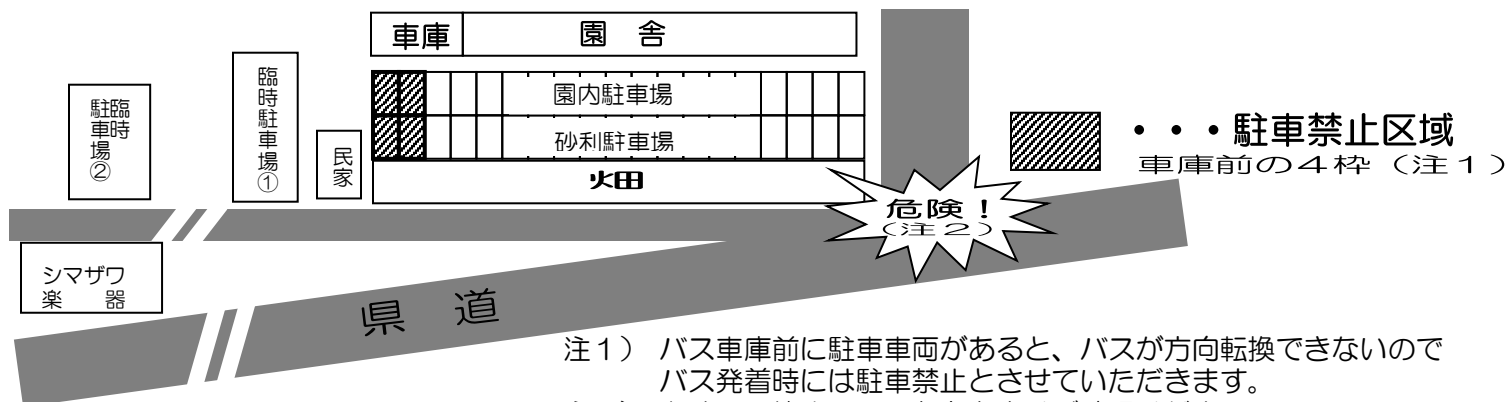 車庫
園 舎
園内駐車場
砂利駐車場
畑
民家
臨時駐車場①
臨時
駐車場②
シマザワ
楽 器
県 道
危険！
（注２）
・・・駐車禁止区域
車庫前の４枠（注１）
注１） バス車庫前に駐車車両があると、バスが方向転換できないので
バス発着時には駐車禁止とさせていただきます。